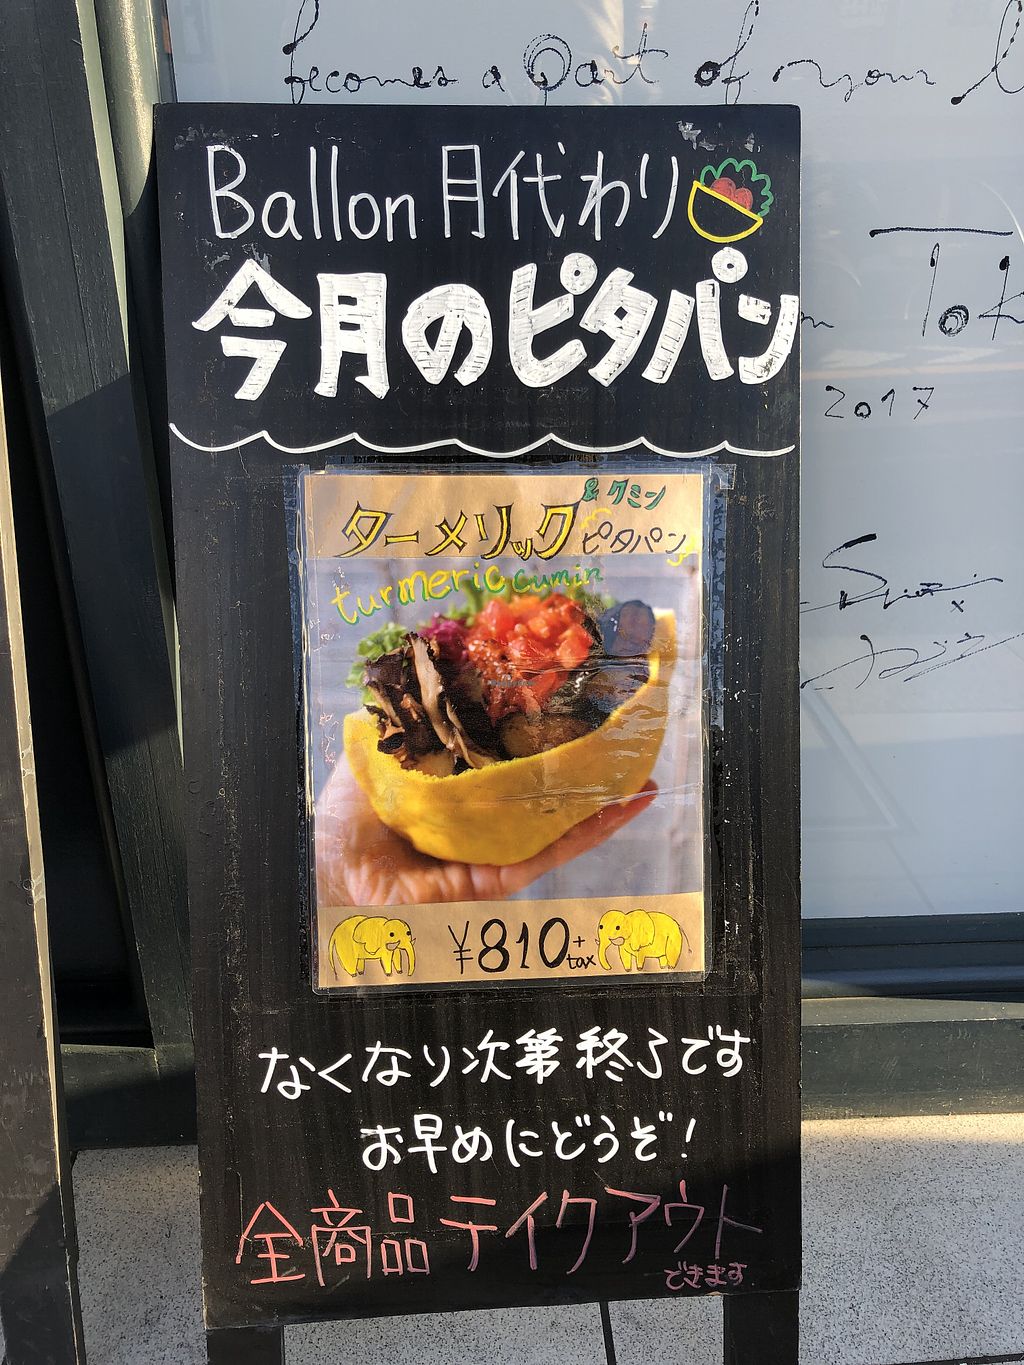 becomes a part of your
Ballon 月代わり
今月のピタパン
ターメリック & クミン
ピタパン
turmeric cumin
¥810 + tax
なくなり次第終了です
お早めにどうぞ!
全商品テイクアウト
できます
2017